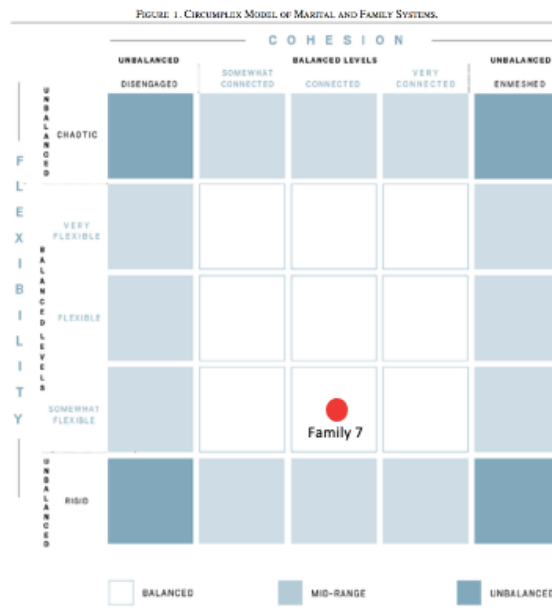 FIGURE 1. CIRCUMPLEX MODEL OF MARITAL AND FAMILY SYSTEMS.
COHESION
UNBALANCED BALANCED LEVELS UNBALANCED
DISENGAGED SOMEWHAT CONNECTED CONNECTED VERY CONNECTED ENMESHED
FLEXIBILITY
UNBALANCED
CHAOTIC
BALANCED LEVELS
VERY
FLEXIBLE
FLEXIBLE
SOMEWHAT
FLEXIBLE
Family 7
UNBALANCED
RIGID
BALANCED MID-RANGE UNBALANCED